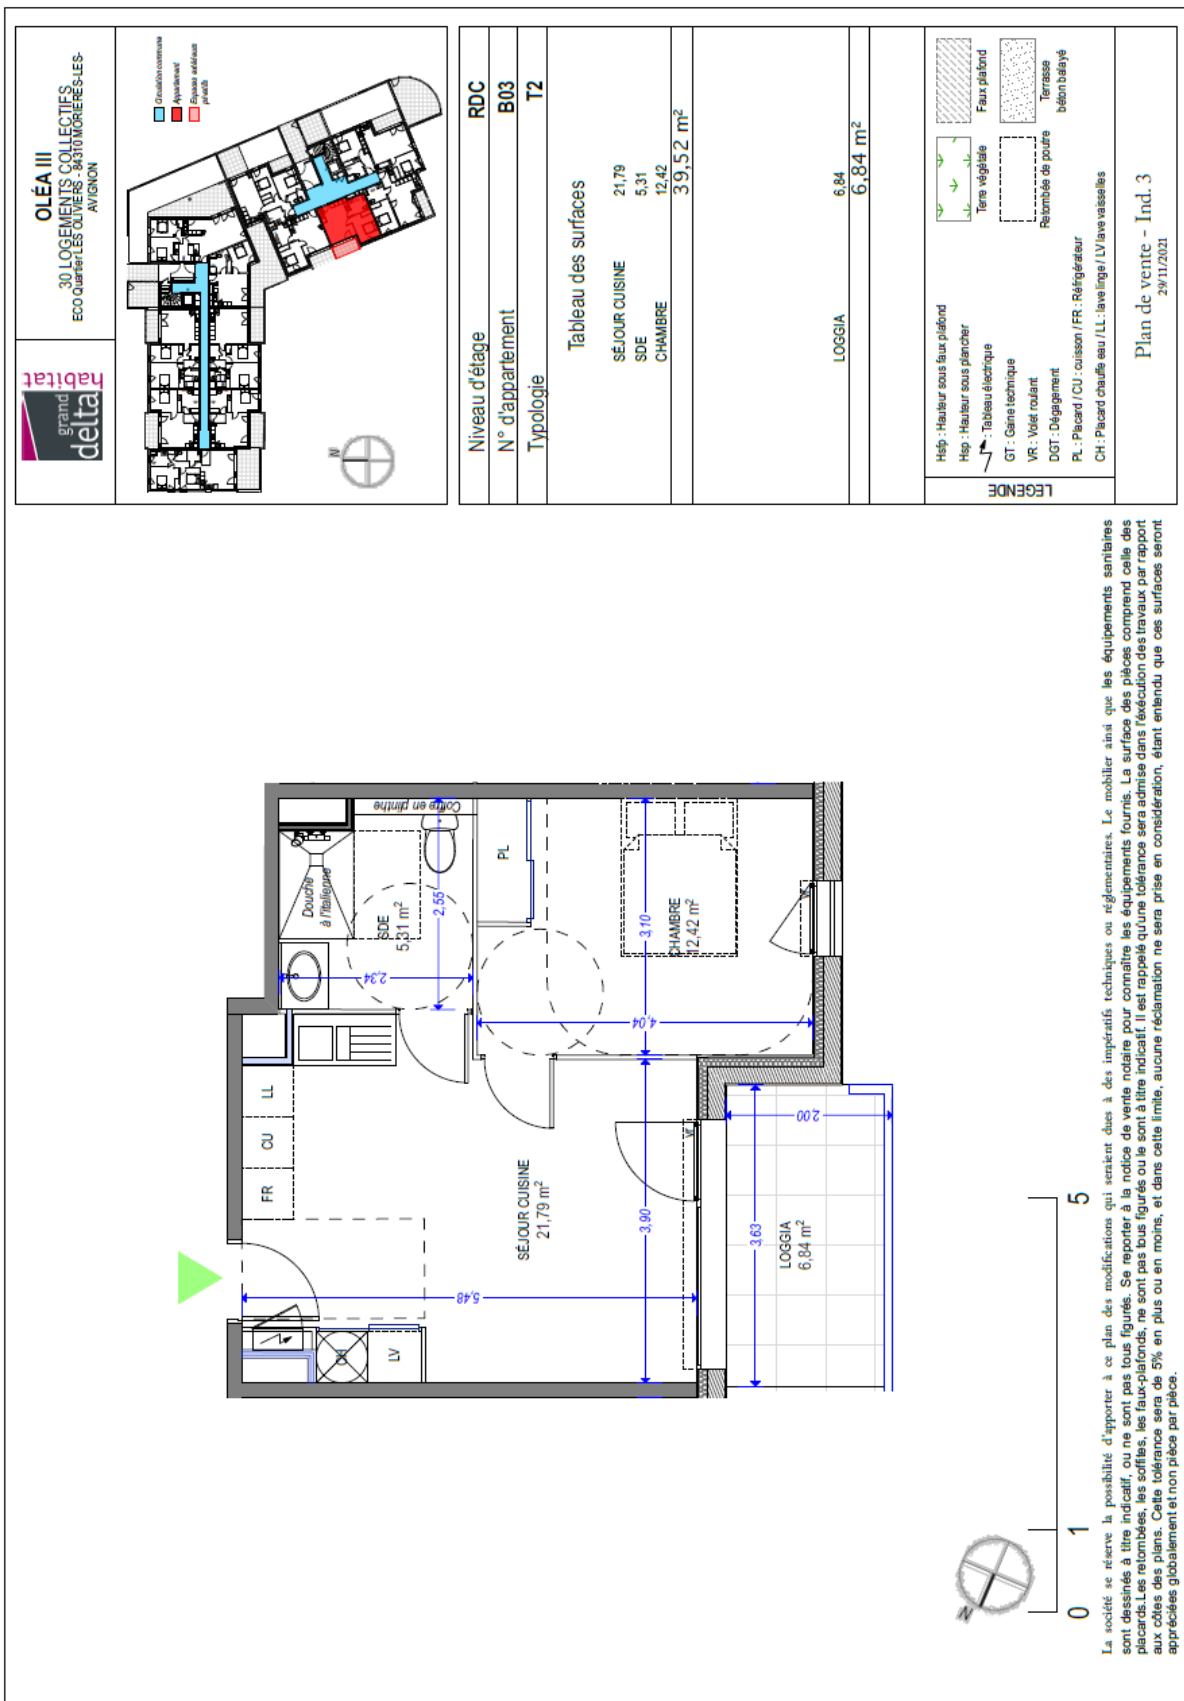 grand
delta
habitat
OLÉA III
30 LOGEMENTS COLLECTIFS
ECO Quartier LES OLIVIERS - 84310 MORIERES-LES-
AVIGNON
Circulation commune
Appartement
Espaces extérieurs
privatifs
N
Niveau d'étage RDC
N° d'appartement B03
Typologie T2
Tableau des surfaces
SÉJOUR CUISINE 21,79
SDE 5,31
CHAMBRE 12,42
39,52 m²
LOGGIA 6,84
6,84 m²
LEGENDE
Hsfp : Hauteur sous faux plafond
Hsp : Hauteur sous plancher
: Tableau électrique
GT : Gaine technique
VR : Volet roulant
DGT : Dégagement
PL : Placard / CU : cuisson / FR : Réfrigérateur
CH : Placard chauffe eau / LL : lave linge / LV lave vaisselles
Terre végétale
Faux plafond
Retombée de poutre
Terrasse
béton balayé
Plan de vente - Ind. 3
29/11/2021
Douche
à l'italienne
Coffre en plinthe
SDE
5,31 m²
2,34
2,55
PL
CHAMBRE
12,42 m²
3,10
4,04
LL
CU
FR
LV
SÉJOUR CUISINE
21,79 m²
5,48
3,90
LOGGIA
6,84 m²
3,63
2,00
N
0 1 5
La société se réserve la possibilité d'apporter à ce plan des modifications qui seraient dues à des impératifs techniques ou réglementaires. Le mobilier ainsi que les équipements sanitaires
sont dessinés à titre indicatif, ou ne sont pas tous figurés. Se reporter à la notice de vente notaire pour connaître les équipements fournis. La surface des pièces comprend celle des
placards.Les retombées, les soffites, les faux-plafonds, ne sont pas tous figurés ou le sont à titre indicatif. Il est rappelé qu'une tolérance sera admise dans l'exécution des travaux par rapport
aux côtes des plans. Cette tolérance sera de 5% en plus ou en moins, et dans cette limite, aucune réclamation ne sera prise en considération, étant entendu que ces surfaces seront
appréciées globalement et non pièce par pièce.